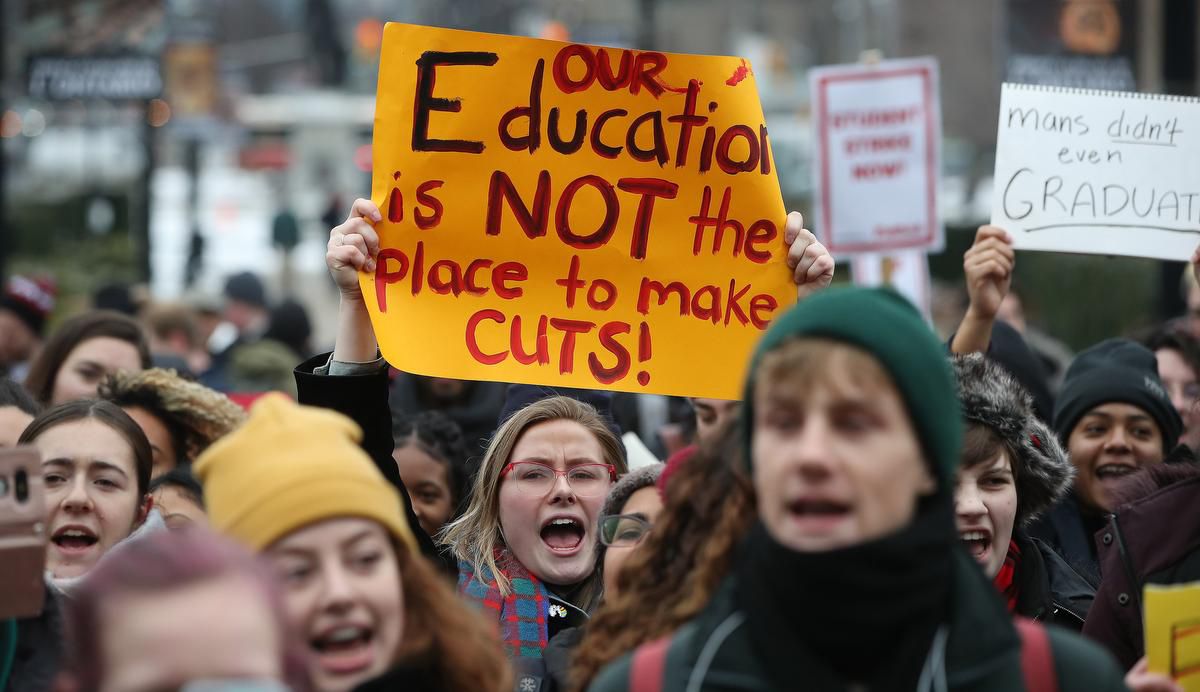 OUR
Education
is NOT the
place to make
CUTS!
STUDENT
STRIKE
NOW!
mans didn't
even
GRADUAT